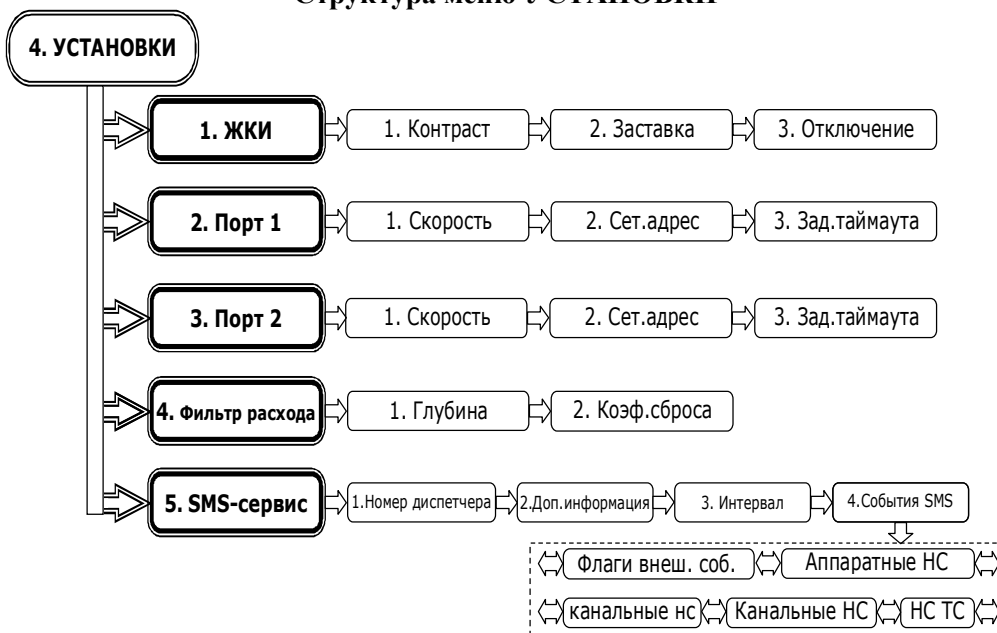 Структура меню УСТАНОВКИ
4. УСТАНОВКИ
1. ЖКИ 1. Контраст 2. Заставка 3. Отключение
2. Порт 1 1. Скорость 2. Сет.адрес 3. Зад.таймаута
3. Порт 2 1. Скорость 2. Сет.адрес 3. Зад.таймаута
4. Фильтр расхода 1. Глубина 2. Коэф.сброса
5. SMS-сервис 1.Номер диспетчера 2.Доп.информация 3. Интервал 4.События SMS
Флаги внеш. соб. Аппаратные НС
канальные нс Канальные НС НС ТС